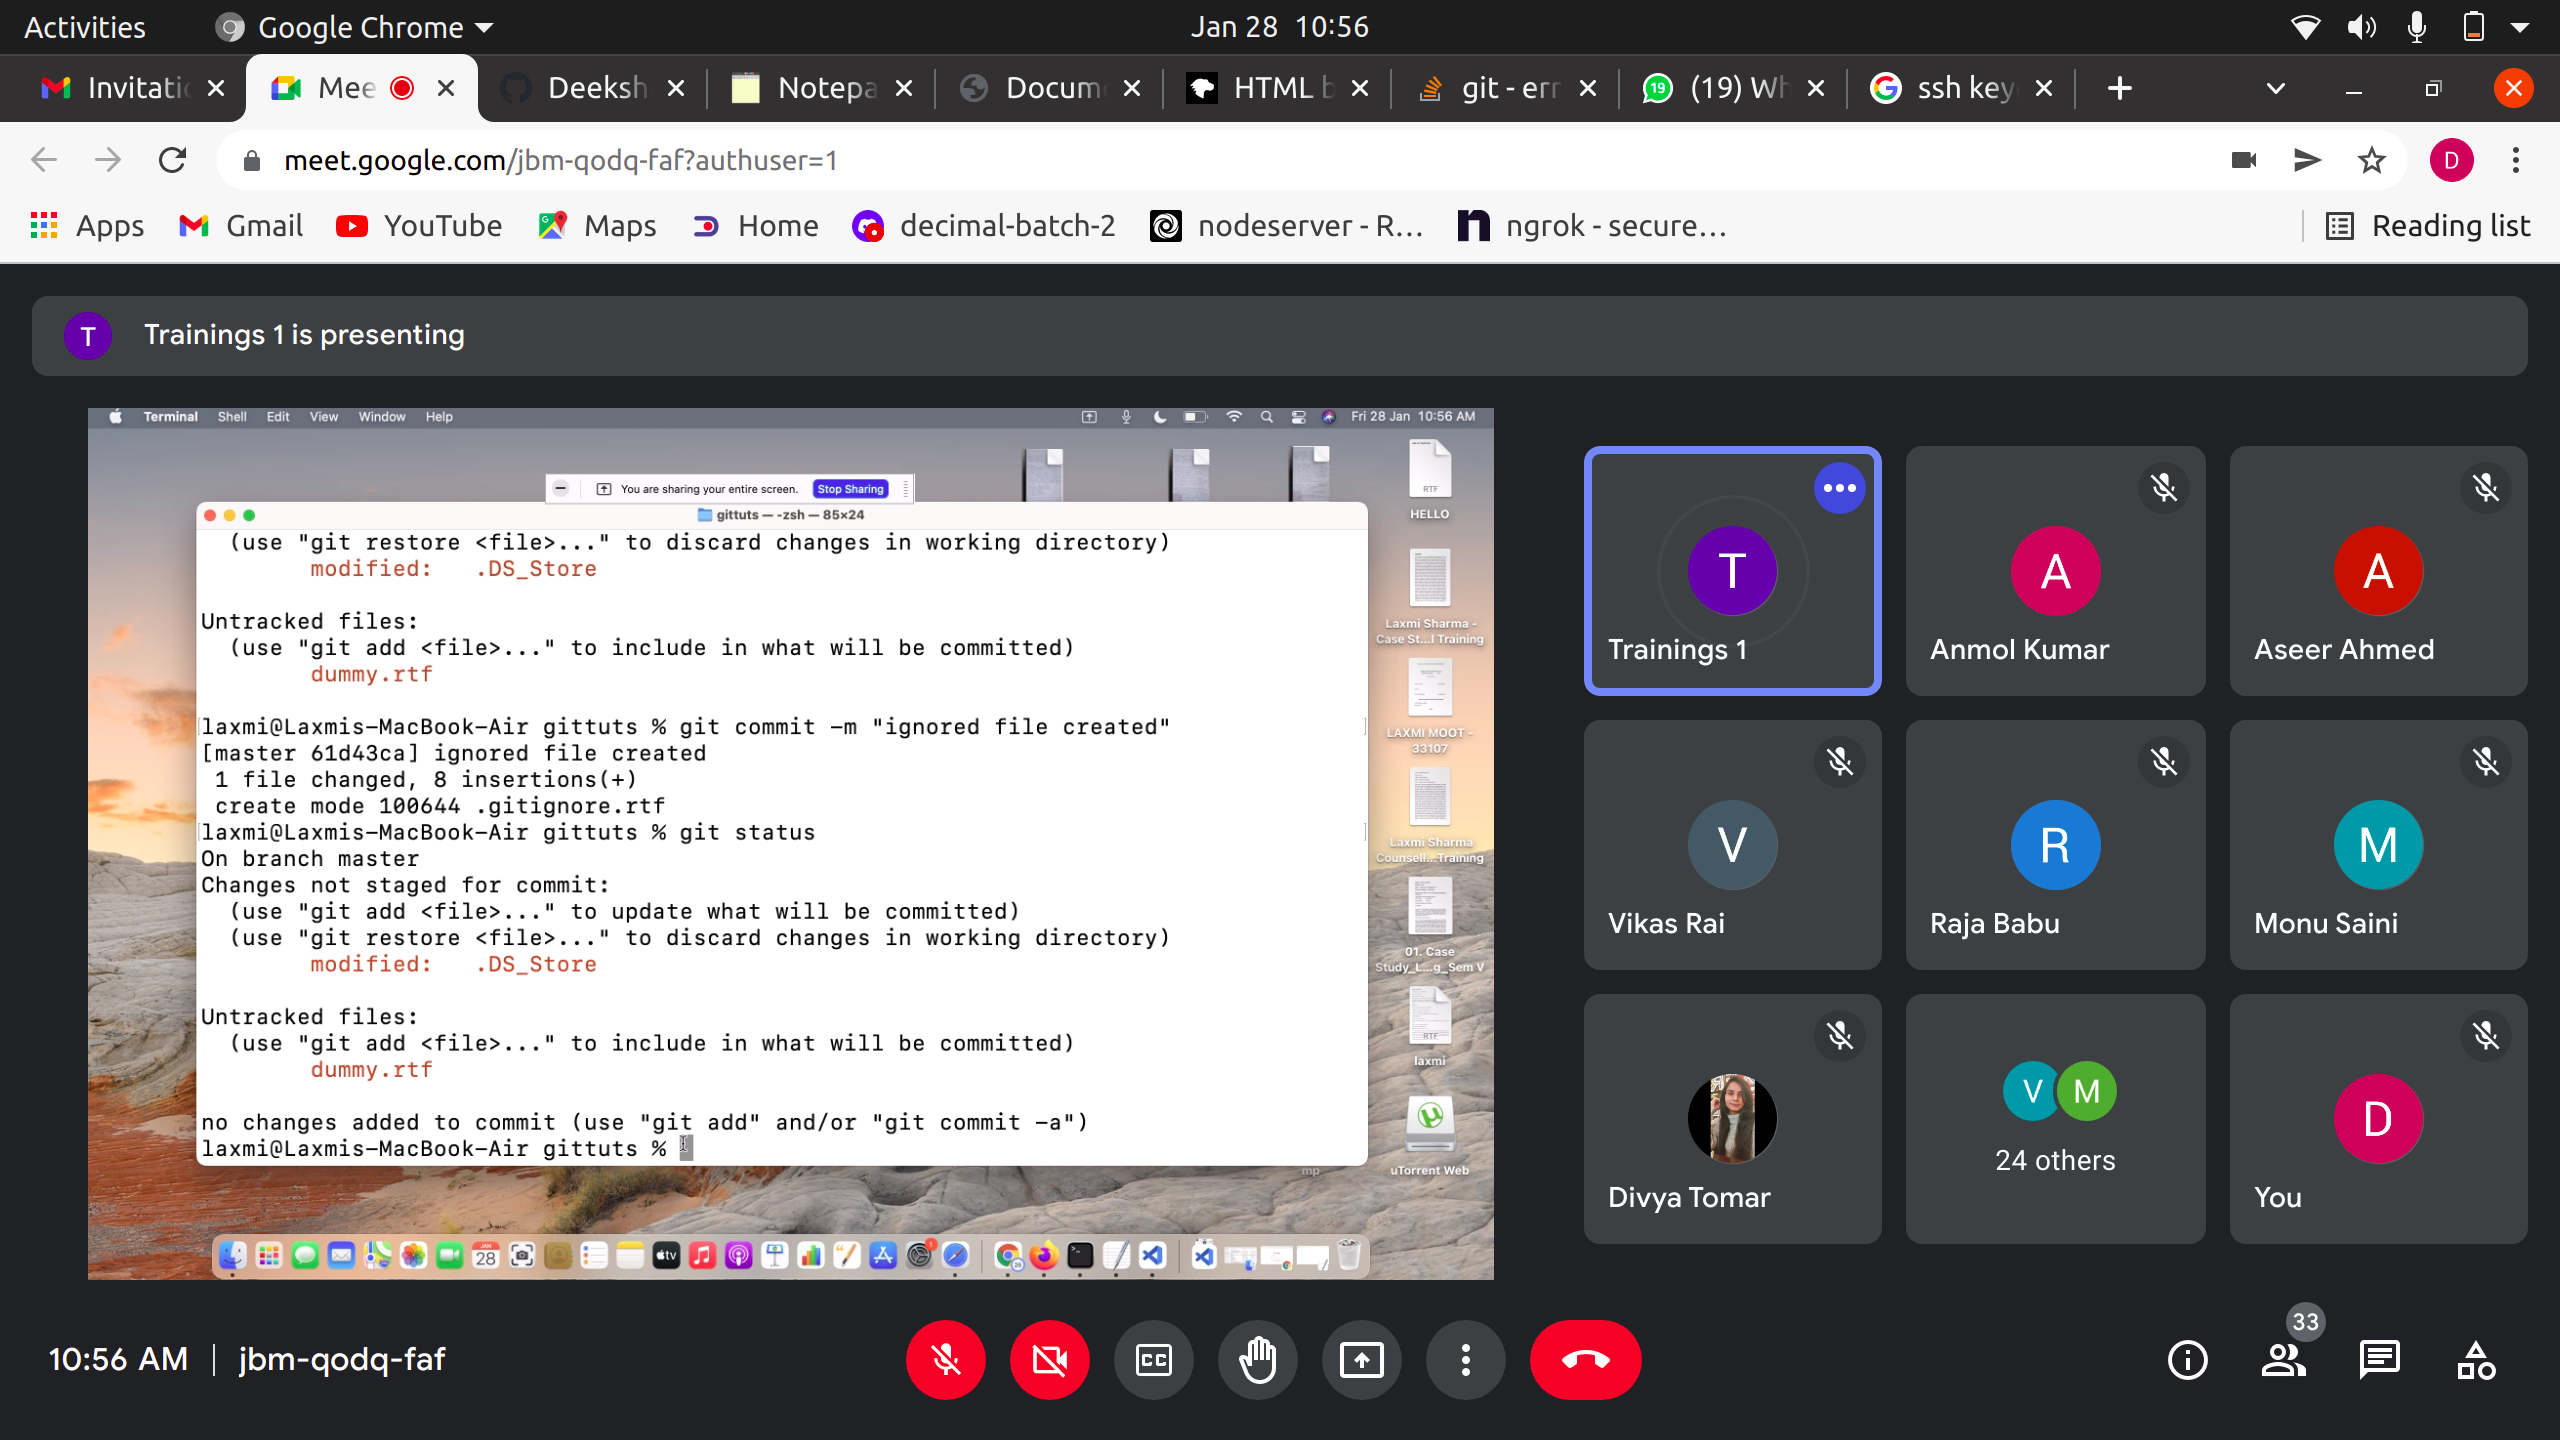 Activities
Google Chrome
Jan 28 10:56
Invitatio
Mee
Deeksh
Notepa
Docum
HTML b
git - err
(19) Wh
ssh key
meet.google.com/jbm-qodq-faf?authuser=1
D
Apps
Gmail
YouTube
Maps
Home
decimal-batch-2
nodeserver - R...
ngrok - secure...
Reading list
T
Trainings 1 is presenting
Terminal Shell Edit View Window Help
Fri 28 Jan 10:56 AM
You are sharing your entire screen.
Stop Sharing
gittuts — -zsh — 85×24
(use "git restore <file>..." to discard changes in working directory)
modified: .DS_Store
Untracked files:
(use "git add <file>..." to include in what will be committed)
dummy.rtf
laxmi@Laxmis-MacBook-Air gittuts % git commit -m "ignored file created"
[master 61d43ca] ignored file created
1 file changed, 8 insertions(+)
create mode 100644 .gitignore.rtf
laxmi@Laxmis-MacBook-Air gittuts % git status
On branch master
Changes not staged for commit:
(use "git add <file>..." to update what will be committed)
(use "git restore <file>..." to discard changes in working directory)
modified: .DS_Store
Untracked files:
(use "git add <file>..." to include in what will be committed)
dummy.rtf
no changes added to commit (use "git add" and/or "git commit -a")
laxmi@Laxmis-MacBook-Air gittuts %
RTF
HELLO
Laxmi Sharma -
Case St...l Training
LAXMI MOOT -
33107
Laxmi Sharma
Counsell...Training
01. Case
Study_L...g_Sem V
RTF
laxmi
uTorrent Web
mp
T
Trainings 1
A
Anmol Kumar
A
Aseer Ahmed
V
Vikas Rai
R
Raja Babu
M
Monu Saini
Divya Tomar
V
M
24 others
D
You
JAN
28
tv
10:56 AM
jbm-qodq-faf
CC
33